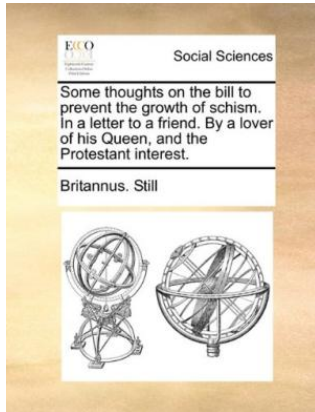 ECCO
Social Sciences
Some thoughts on the bill to
prevent the growth of schism.
In a letter to a friend. By a lover
of his Queen, and the
Protestant interest.
Britannus. Still